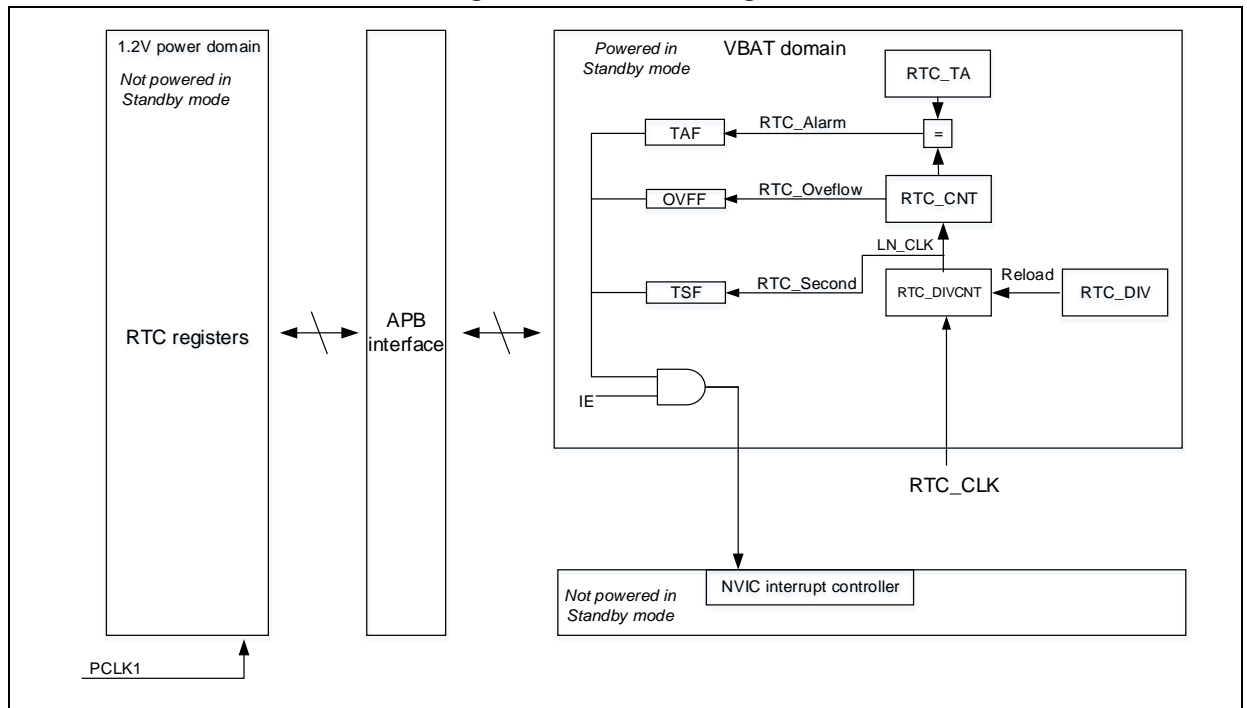 1.2V power domain
Not powered in
Standby mode
RTC registers
PCLK1
APB
interface
Powered in
Standby mode
VBAT domain
RTC_TA
TAF
RTC_Alarm
=
OVFF
RTC_Oveflow
RTC_CNT
LN_CLK
TSF
RTC_Second
RTC_DIVCNT
Reload
RTC_DIV
IE
RTC_CLK
NVIC interrupt controller
Not powered in
Standby mode